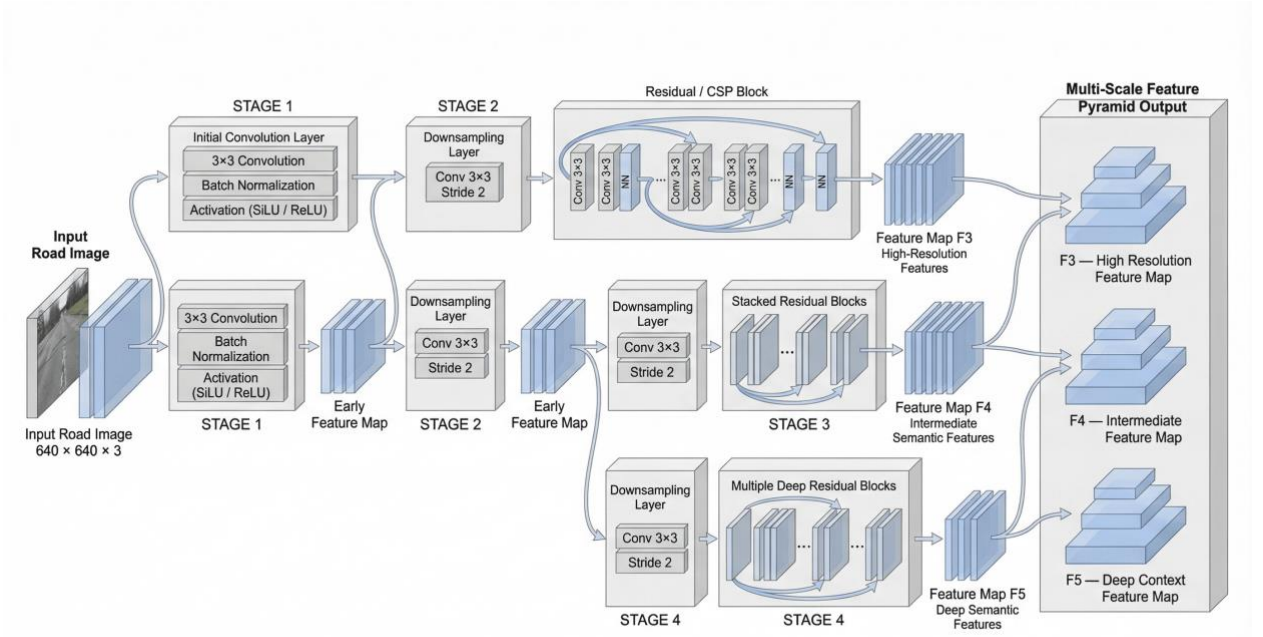 STAGE 1
Initial Convolution Layer
3×3 Convolution
Batch Normalization
Activation (SiLU / ReLU)
STAGE 2
Downsampling
Layer
Conv 3×3
Stride 2
Residual / CSP Block
Conv 3×3
Conv 3×3
NN
...
Conv 3×3
Conv 3×3
Conv 3×3
Conv 3×3
...
NN
NN
Feature Map F3
High-Resolution
Features
Multi-Scale Feature
Pyramid Output
F3 — High Resolution
Feature Map
F4 — Intermediate
Feature Map
F5 — Deep Context
Feature Map
Input
Road Image
Input Road Image
640 × 640 × 3
3×3 Convolution
Batch
Normalization
Activation
(SiLU / ReLU)
STAGE 1
Early
Feature Map
Downsampling
Layer
Conv 3×3
Stride 2
STAGE 2
Early
Feature Map
Downsampling
Layer
Conv 3×3
Stride 2
Stacked Residual Blocks
...
STAGE 3
Feature Map F4
Intermediate
Semantic Features
Downsampling
Layer
Conv 3×3
Stride 2
STAGE 4
Multiple Deep Residual Blocks
... ...
STAGE 4
Feature Map F5
Deep Semantic
Features